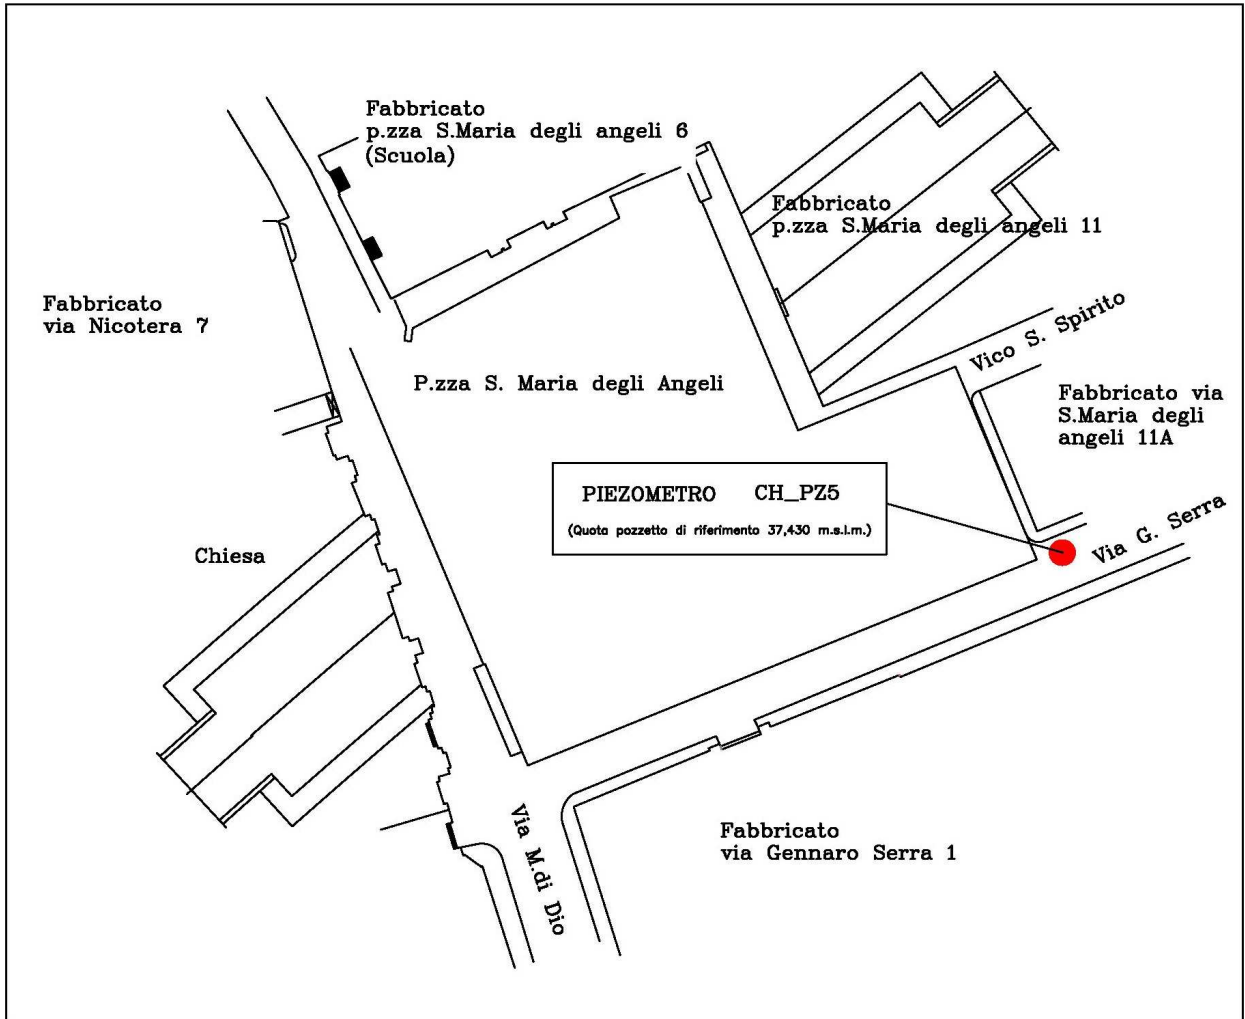 Fabbricato
p.zza S.Maria degli angeli 6
(Scuola)
Fabbricato
p.zza S.Maria degli angeli 11
Fabbricato
via Nicotera 7
Vico S. Spirito
P.zza S. Maria degli Angeli
Fabbricato via
S.Maria degli
angeli 11A
PIEZOMETRO CH_PZ5
(Quota pozzetto di riferimento 37,430 m.s.l.m.)
Via G. Serra
Chiesa
Via M.di Dio
Fabbricato
via Gennaro Serra 1